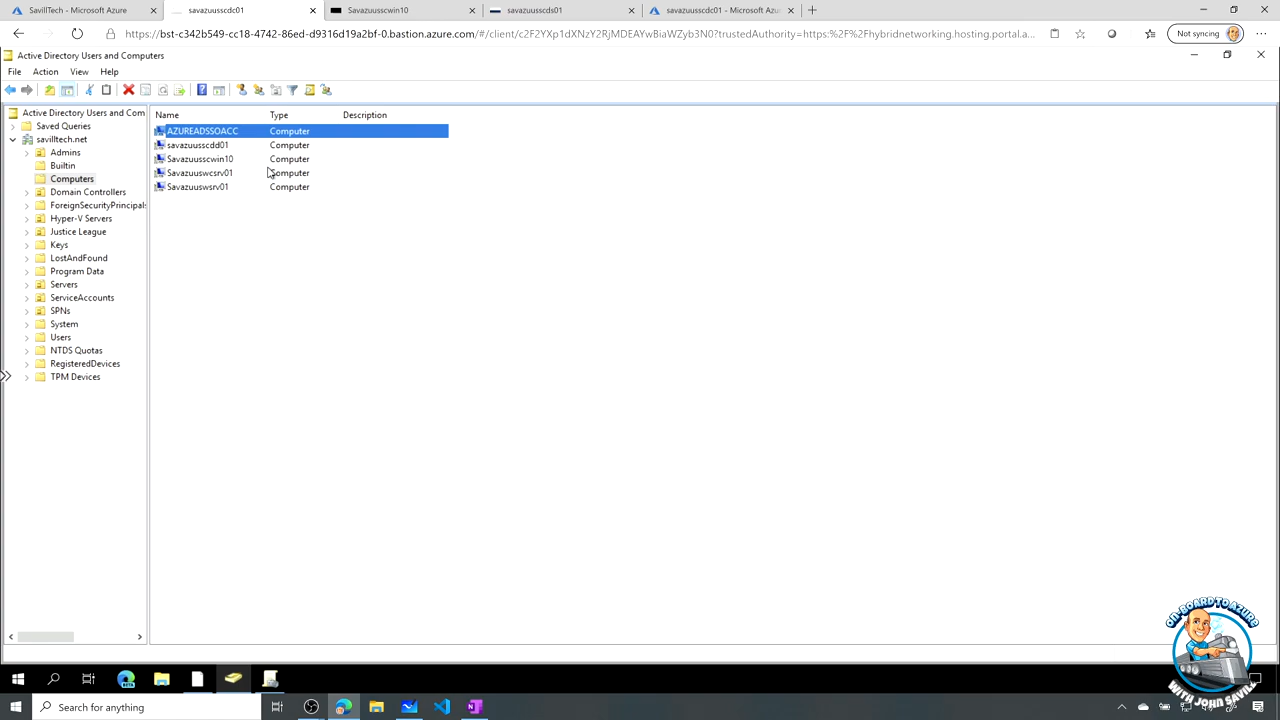 SavillTech - Microsoft Azure
savazuusscdc01
Savazuusscwin10
savazuusscds01
savazuusscdc01 - Microsoft Azu
https://bst-c342b549-cc18-4742-86ed-d9316d19a2bf-0.bastion.azure.com/#/client/c2F2YXp1dXNzY2RjMDEAYwBiaWZyb3N0?trustedAuthority=https:%2F%2Fhybridnetworking.hosting.portal.a...
Not syncing
Active Directory Users and Computers
File Action View Help
Active Directory Users and Com
Saved Queries
savilltech.net
Admins
Builtin
Computers
Domain Controllers
ForeignSecurityPrincipals
Hyper-V Servers
Justice League
Keys
LostAndFound
Program Data
Servers
ServiceAccounts
SPNs
System
Users
NTDS Quotas
RegisteredDevices
TPM Devices
Name Type Description
AZUREADSSOACC Computer
savazuusscdd01 Computer
Savazuusscwin10 Computer
Savazuuswcsrv01 Computer
Savazuuswsrv01 Computer
ON-BOARD TO AZURE
WITH JOHN SAVILL
Search for anything